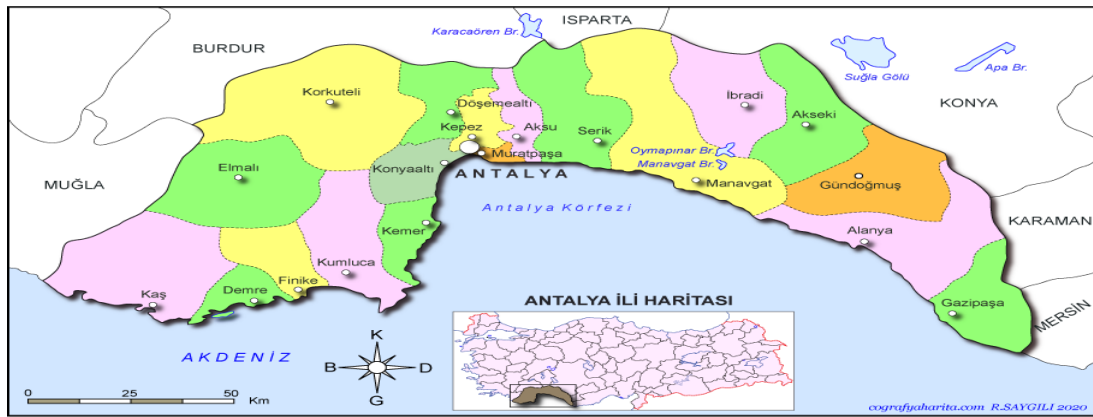 ISPARTA
BURDUR
Karacaören Br.
Suğla Gölü
Apa Br.
KONYA
Korkuteli
Döşemealtı
İbradi
Kepez
Aksu
Serik
Akseki
Oymapınar Br.
Manavgat Br.
Muratpaşa
Elmalı
Konyaaltı
ANTALYA
Manavgat
Gündoğmuş
MUĞLA
Antalya Körfezi
KARAMAN
Kemer
Alanya
Kumluca
Finike
Demre
Kaş
Gazipaşa
MERSİN
ANTALYA İLİ HARİTASI
AKDENİZ
K
B
D
G
0 25 50
Km
cografyaharita.com R.SAYGILI 2020